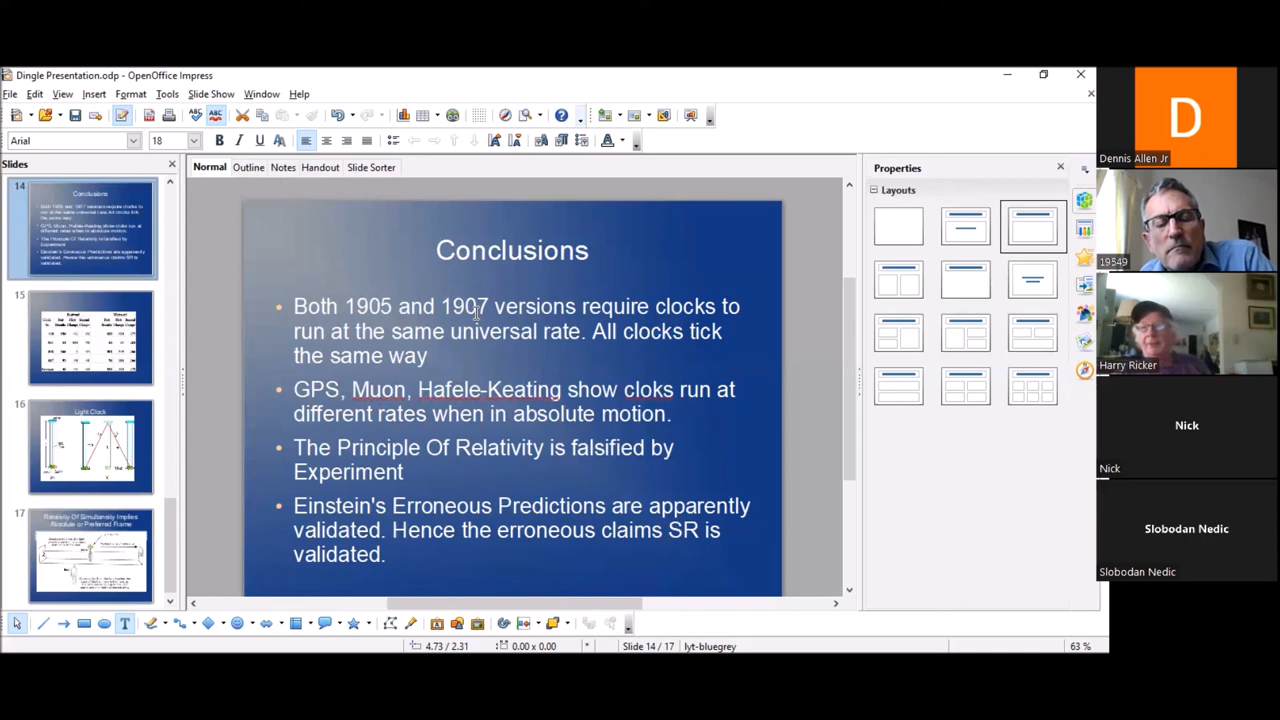 Dingle Presentation.odp - OpenOffice Impress
File Edit View Insert Format Tools Slide Show Window Help
Arial 18
Slides
Normal Outline Notes Handout Slide Sorter
Properties
Layouts
14
Conclusions
15
16
Light Clock
17
Relativity Of Simultaneity Implies
Absolute or Preferred Frame
Conclusions
• Both 1905 and 1907 versions require clocks to
run at the same universal rate. All clocks tick
the same way
• GPS, Muon, Hafele-Keating show cloks run at
different rates when in absolute motion.
• The Principle Of Relativity is falsified by
Experiment
• Einstein's Erroneous Predictions are apparently
validated. Hence the erroneous claims SR is
validated.
4.73 / 2.31 0.00 x 0.00 * Slide 14 / 17 lyt-bluegrey 63 %
D
Dennis Allen Jr
19549
Harry Ricker
Nick
Nick
Slobodan Nedic
Slobodan Nedic